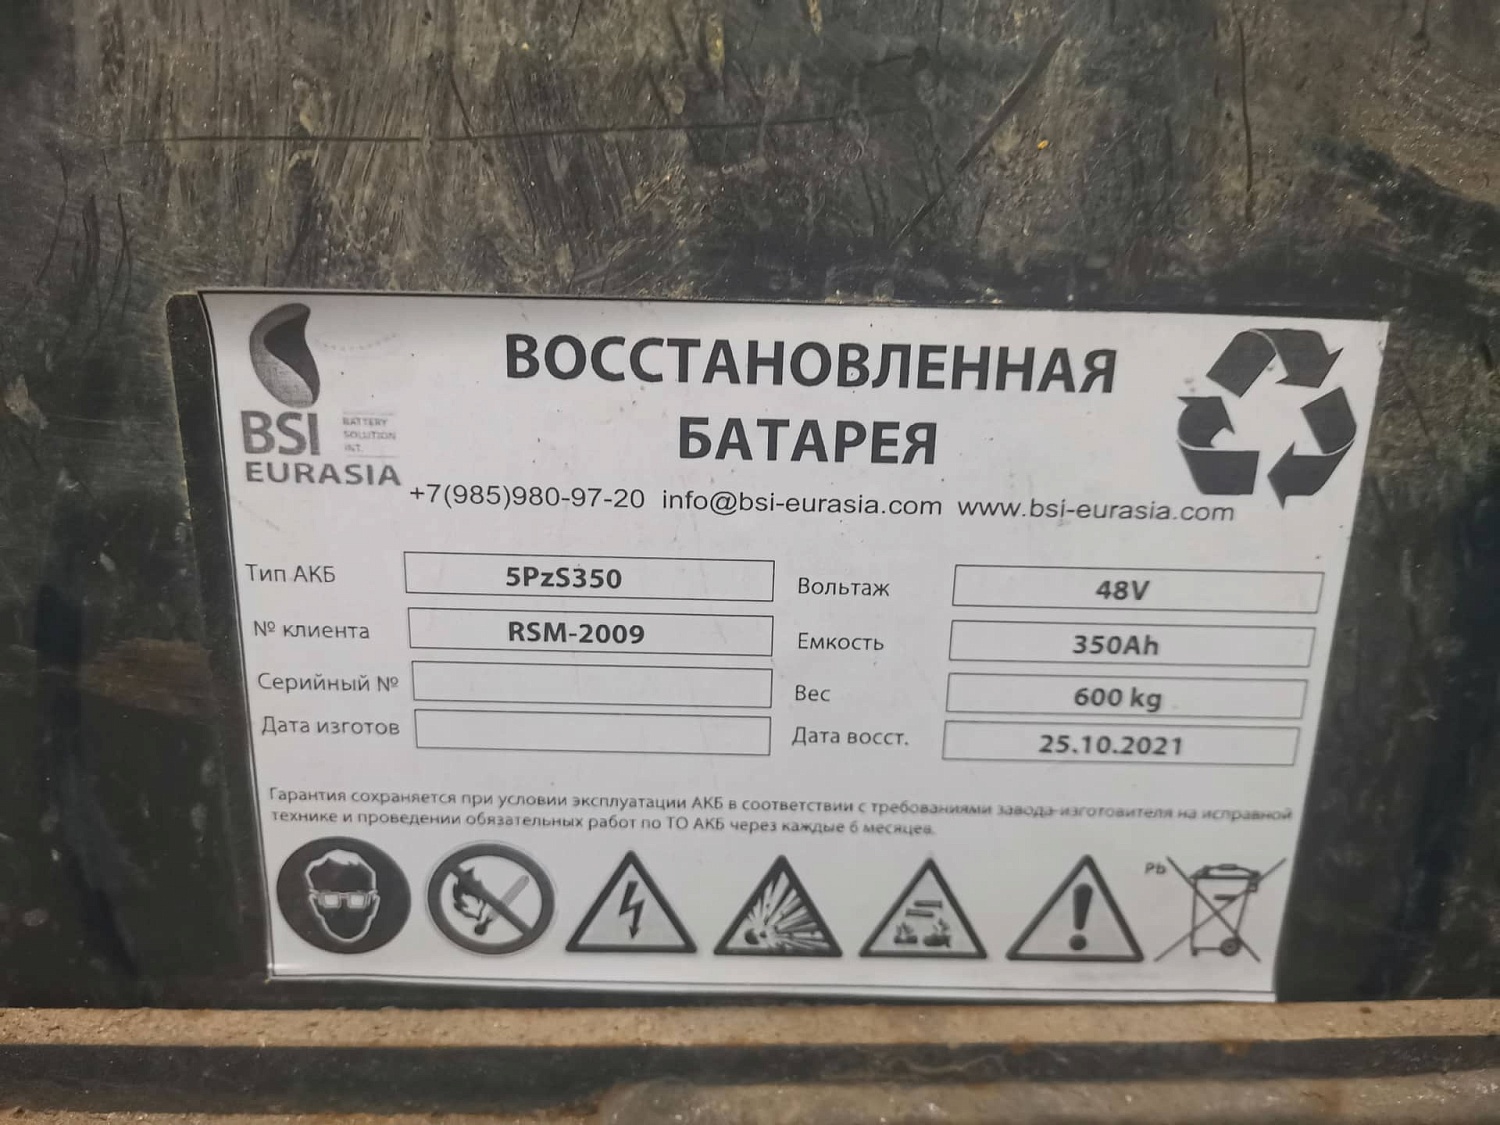 ВОССТАНОВЛЕННАЯ
БАТАРЕЯ
BSI
BATTERY
SOLUTION
INT.
EURASIA
+7(985)980-97-20 info@bsi-eurasia.com www.bsi-eurasia.com
Тип АКБ 5PzS350 Вольтаж 48V
№ клиента RSM-2009 Емкость 350Ah
Серийный № Вес 600 kg
Дата изготов Дата восст. 25.10.2021
Гарантия сохраняется при условии эксплуатации АКБ в соответствии с требованиями завода-изготовителя на исправной
технике и проведении обязательных работ по ТО АКБ через каждые 6 месяцев.
Pb